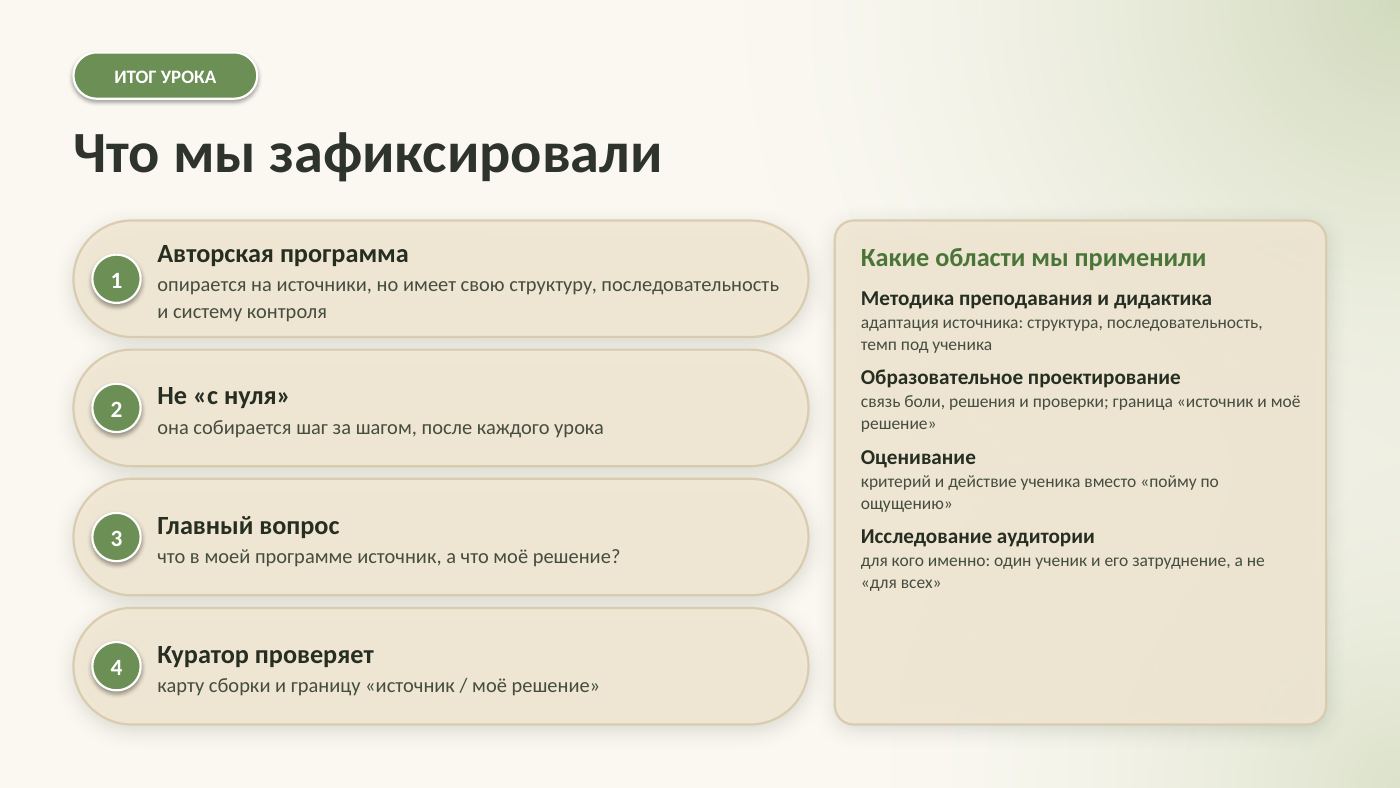 ИТОГ УРОКА
Что мы зафиксировали
1
Авторская программа
опирается на источники, но имеет свою структуру, последовательность
и систему контроля
2
Не «с нуля»
она собирается шаг за шагом, после каждого урока
3
Главный вопрос
что в моей программе источник, а что моё решение?
4
Куратор проверяет
карту сборки и границу «источник / моё решение»
Какие области мы применили
Методика преподавания и дидактика
адаптация источника: структура, последовательность,
темп под ученика
Образовательное проектирование
связь боли, решения и проверки; граница «источник и моё
решение»
Оценивание
критерий и действие ученика вместо «пойму по
ощущению»
Исследование аудитории
для кого именно: один ученик и его затруднение, а не
«для всех»